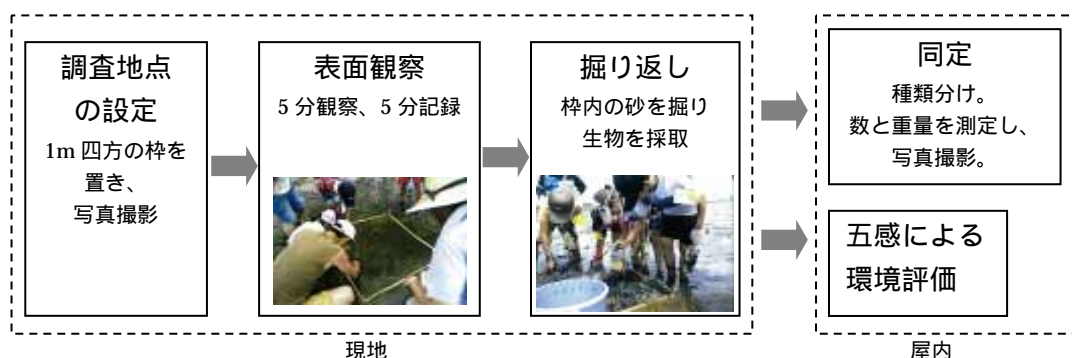 調査地点
の設定
1m 四方の枠を
置き、
写真撮影
表面観察
5 分観察、5 分記録
掘り返し
枠内の砂を掘り
生物を採取
同定
種類分け。
数と重量を測定し、
写真撮影。
五感による
環境評価
現地
屋内